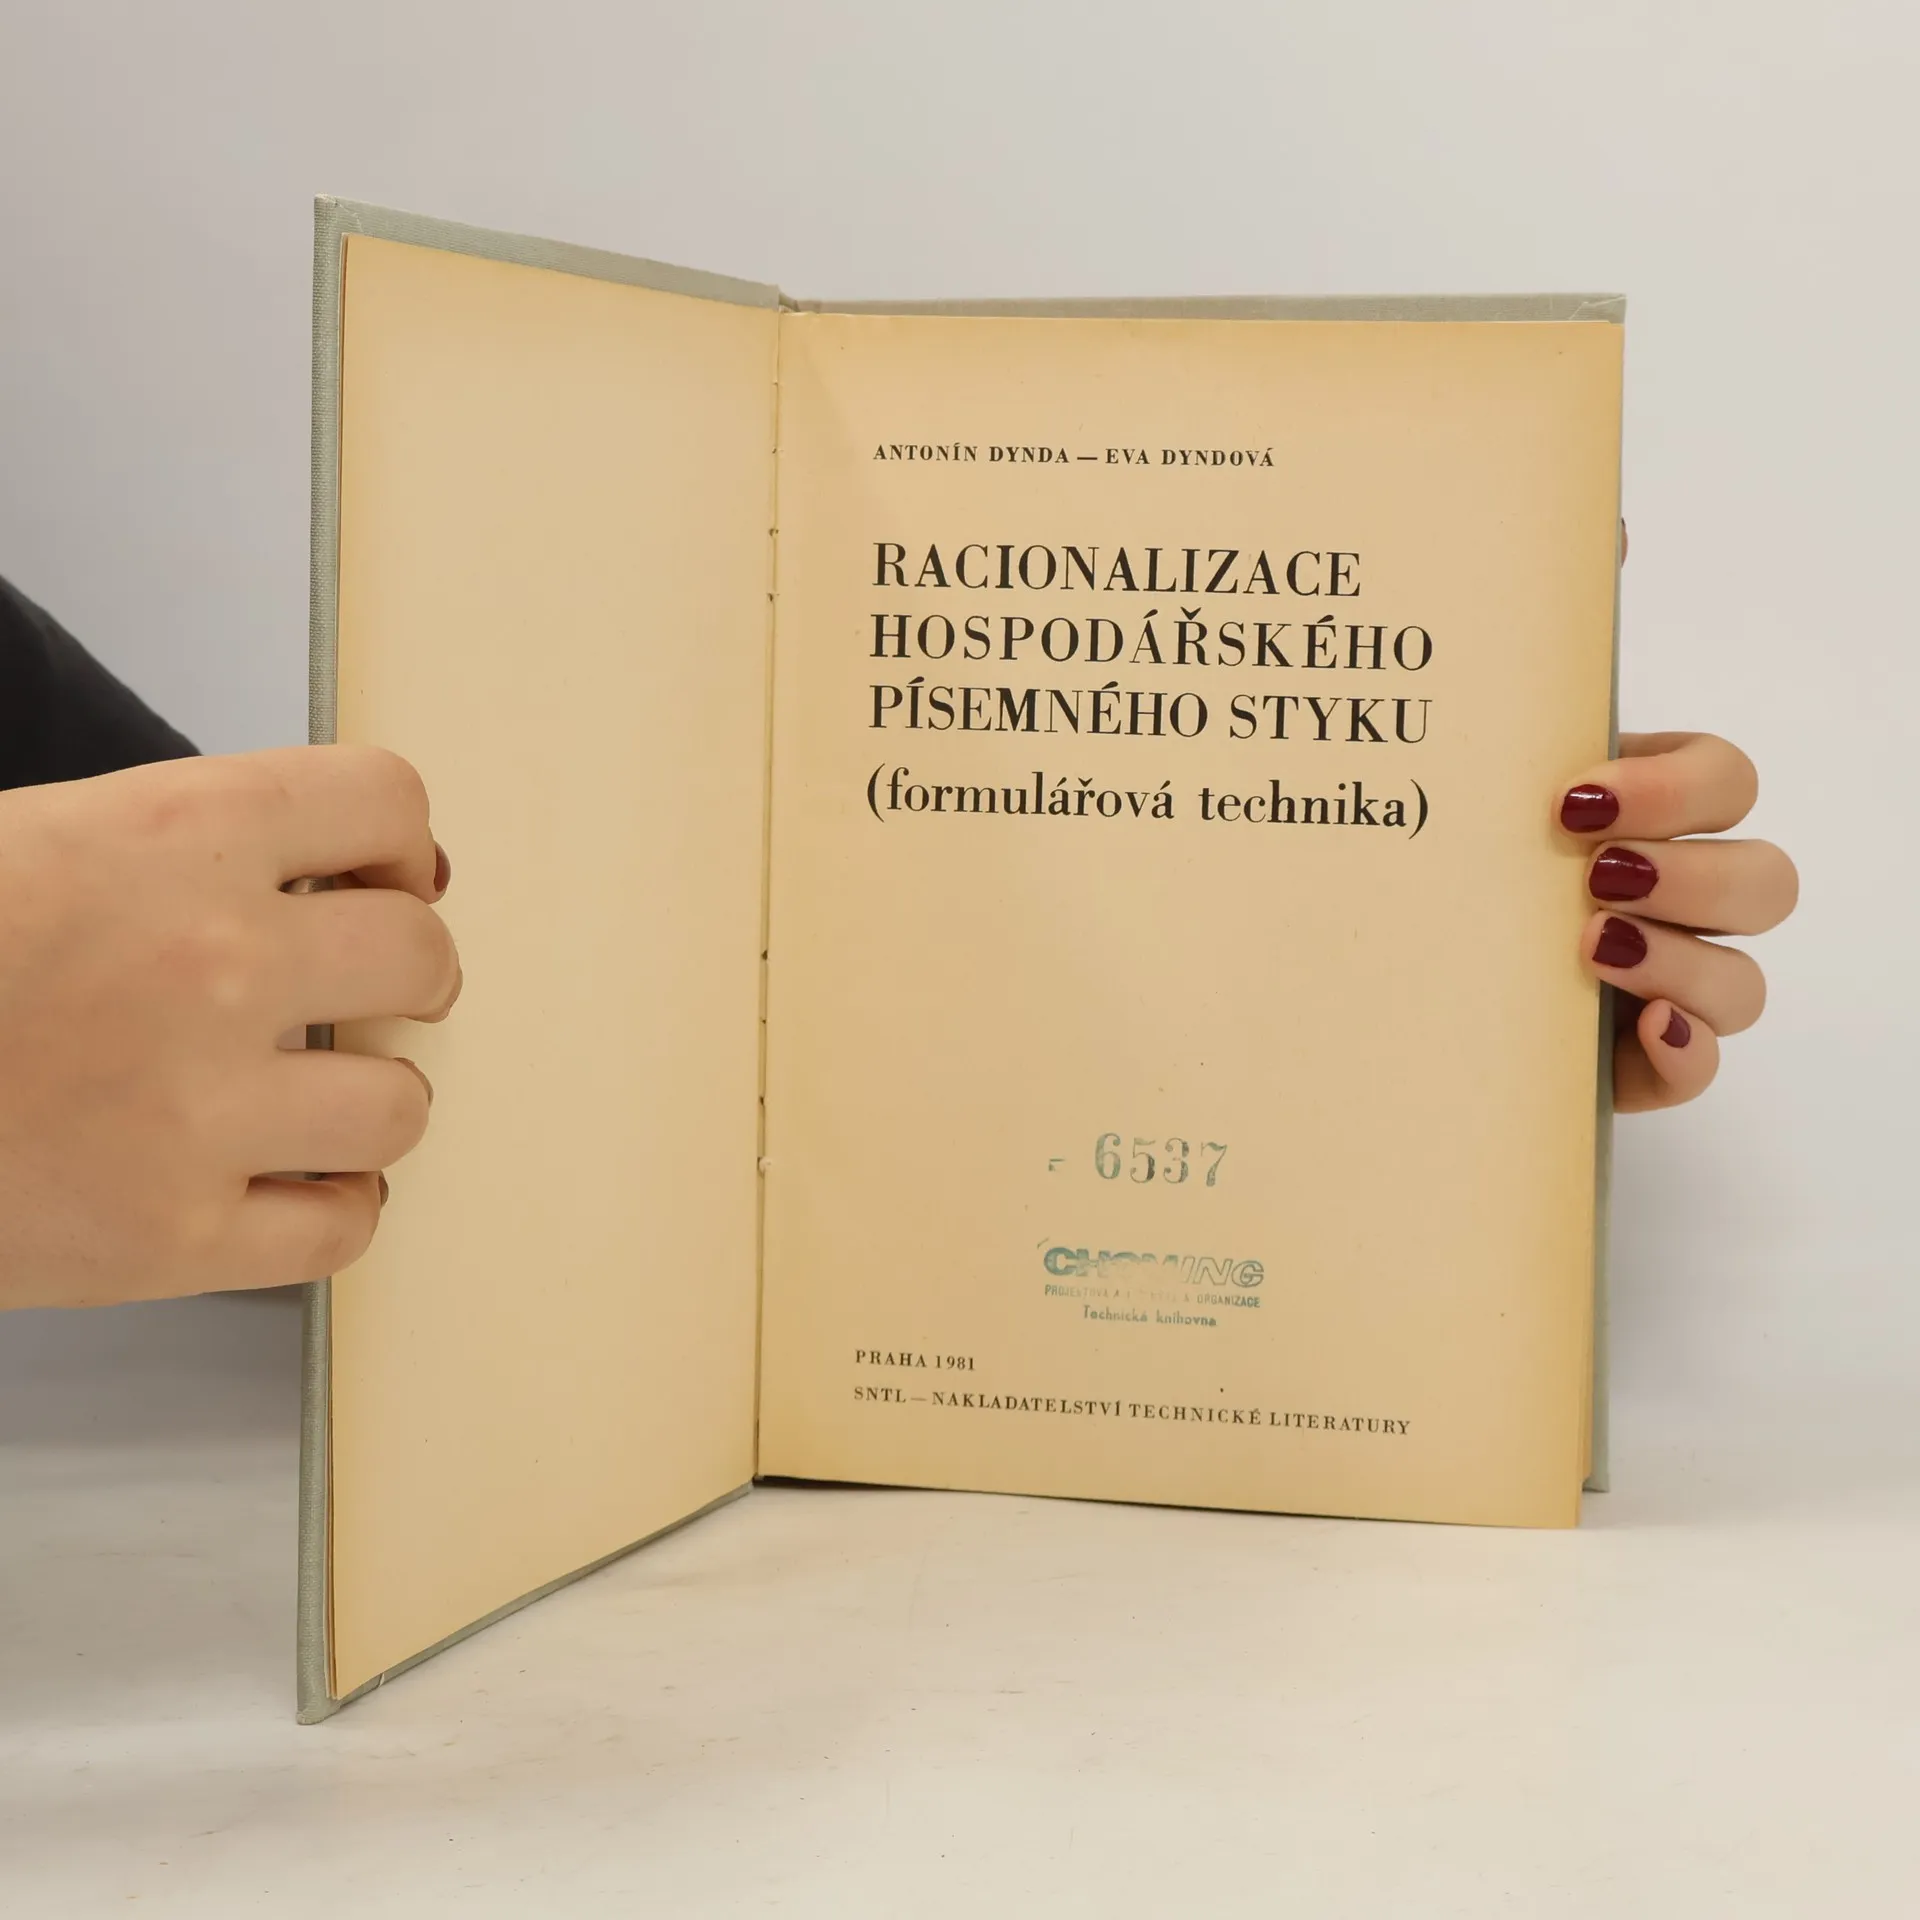 ANTONÍN DYNDA — EVA DYNDOVÁ
RACIONALIZACE
HOSPODÁŘSKÉHO
PÍSEMNÉHO STYKU
(formulářová technika)
6537
ORGANIZACE
Technická knihovna
PRAHA 1981
SNTL — NAKLADATELSTVÍ TECHNICKÉ LITERATURY